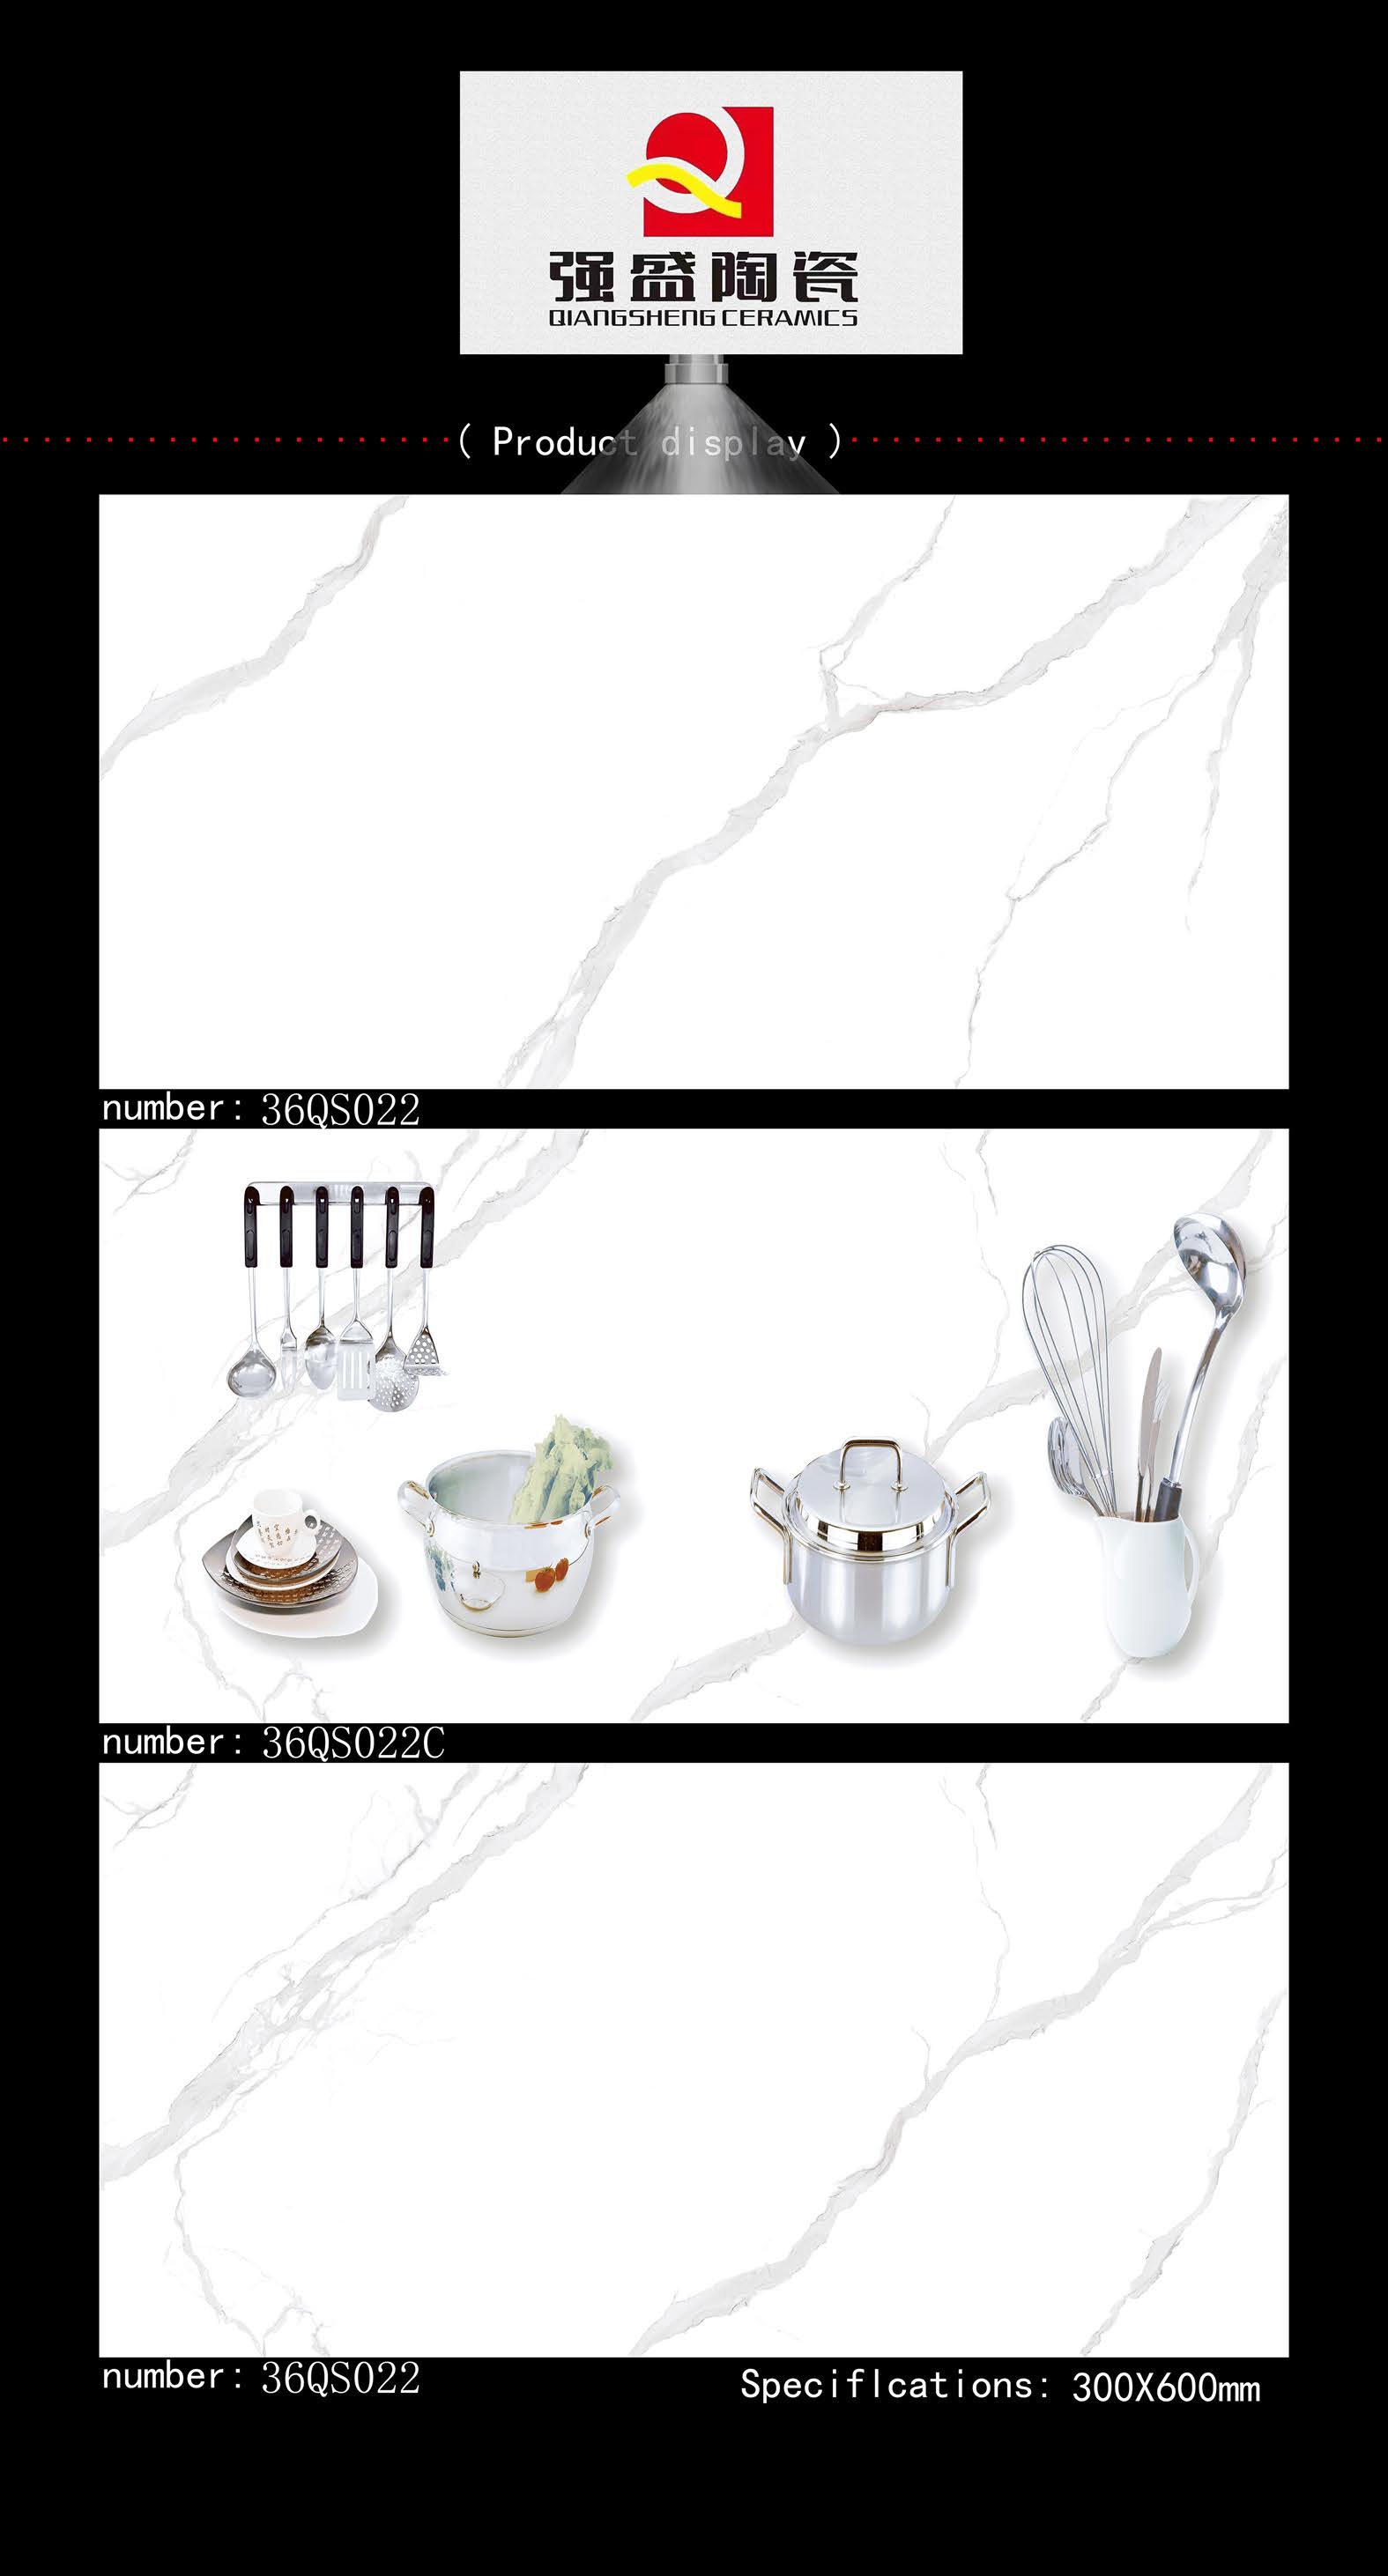 强盛陶瓷
QIANGSHENG CERAMICS
( Product display )
number: 36QS022
number: 36QS022C
number: 36QS022
Speciflcations: 300X600mm